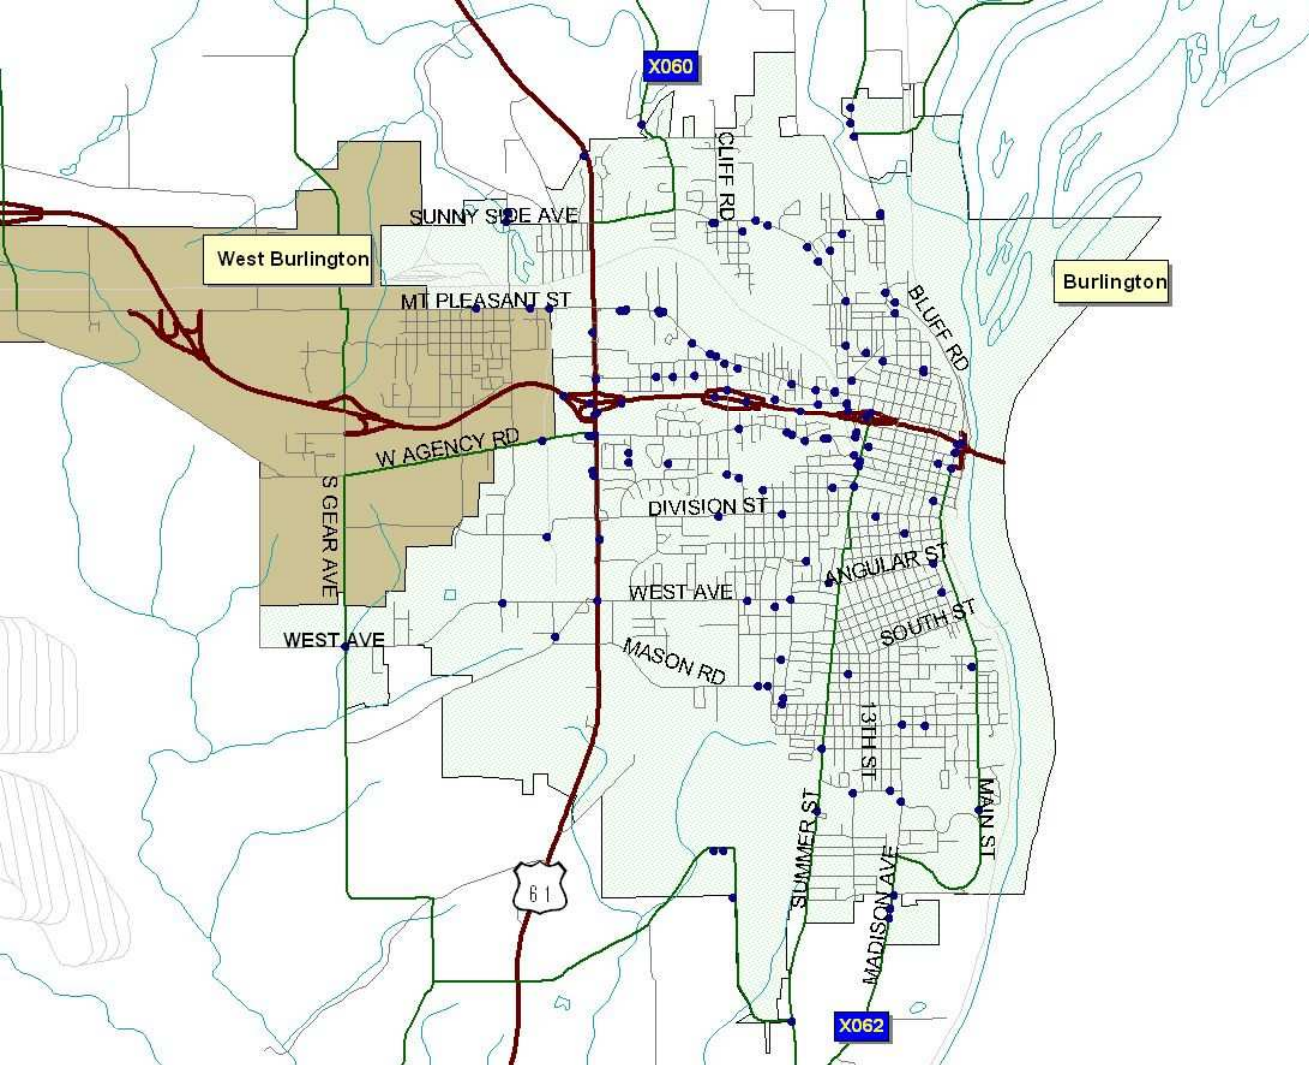 X060
CLIFF RD
SUNNY SIDE AVE
West Burlington
Burlington
MT PLEASANT ST
BLUFF RD
W AGENCY RD
S GEAR AVE
DIVISION ST
ANGULAR ST
WEST AVE
SOUTH ST
WEST AVE
MASON RD
13TH ST
MAIN ST
SUMMER ST
61
MADISON AVE
X062